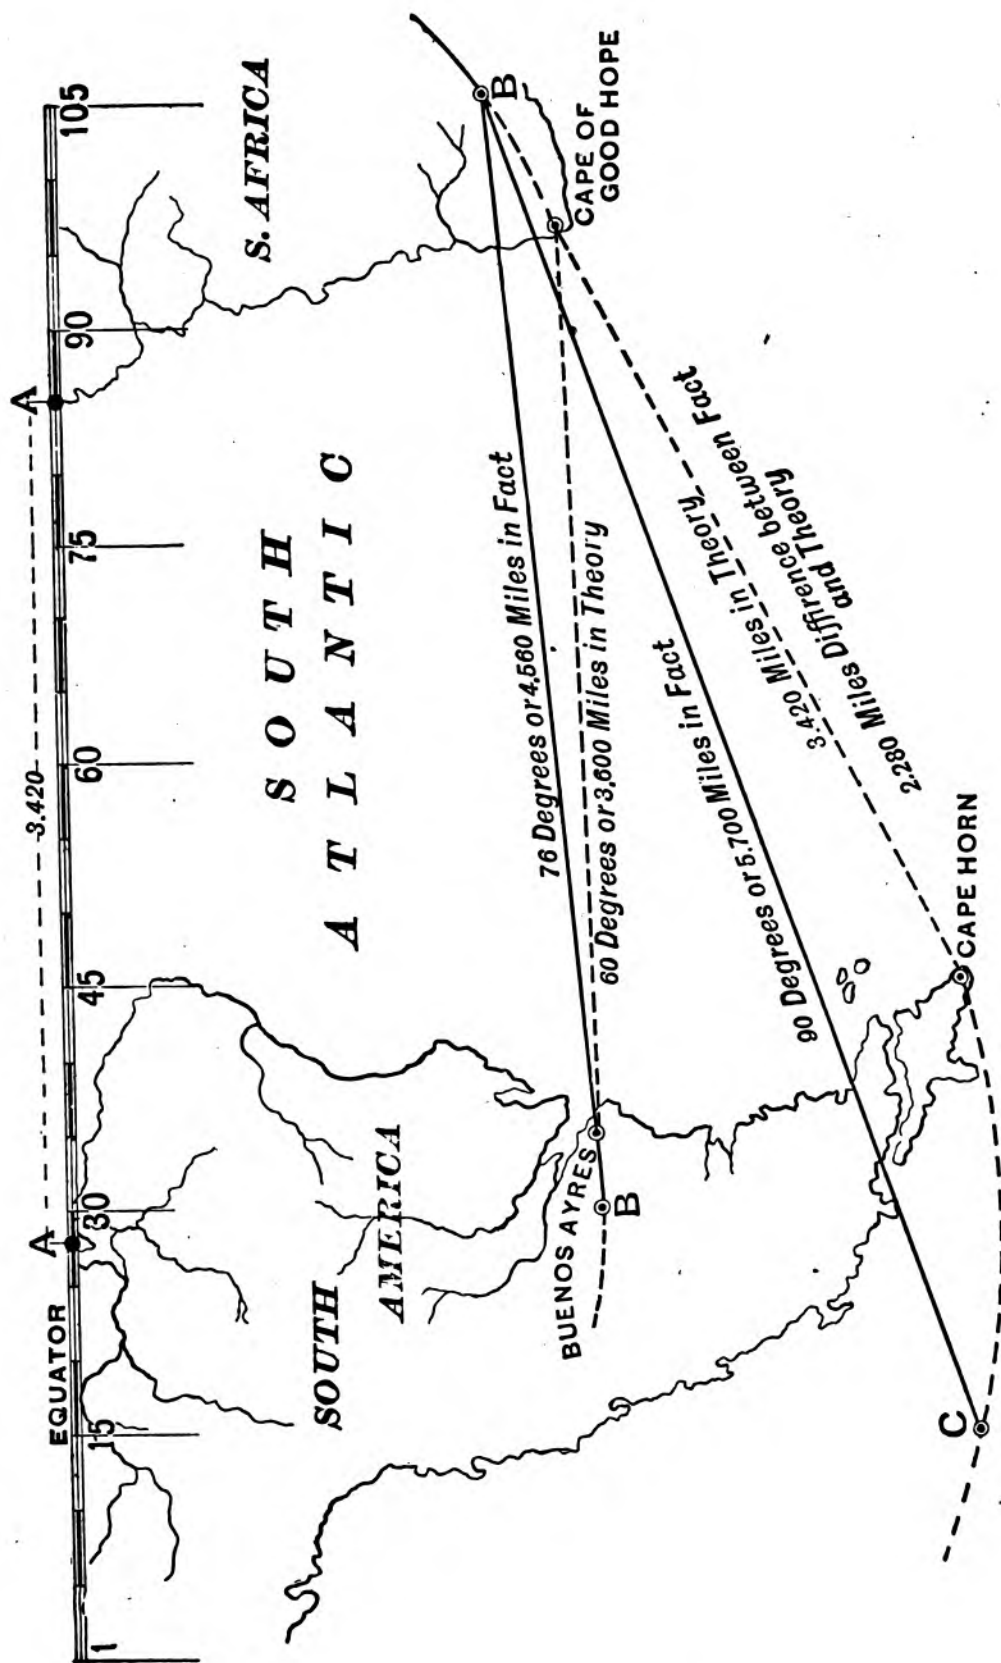 3.420
A
A
EQUATOR
1
15
30
45
60
75
90
105
S. AFRICA
SOUTH
ATLANTIC
SOUTH
AMERICA
BUENOS AYRES
B
B
76 Degrees or 4,560 Miles in Fact
60 Degrees or 3,600 Miles in Theory
CAPE OF
GOOD HOPE
90 Degrees or 5.700 Miles in Fact
3.420 Miles in Theory.
2.280 Miles Diffirence between Fact
and Theory
CAPE HORN
C